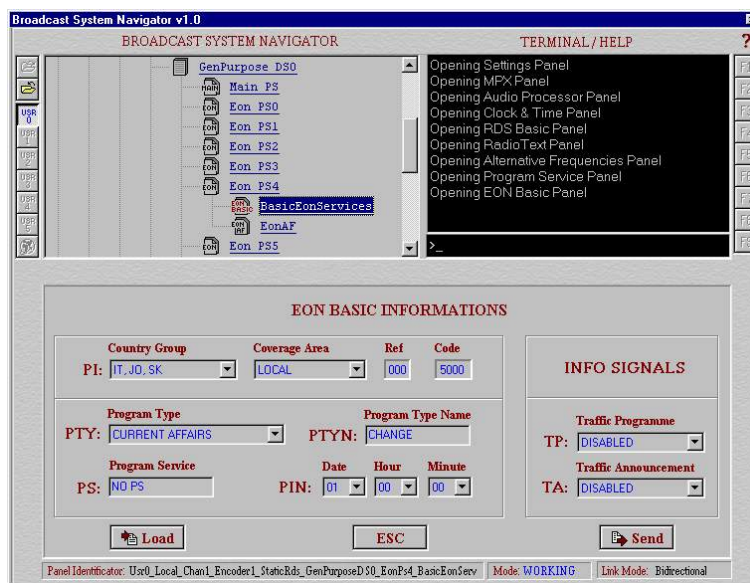 Broadcast System Navigator v1.0
BROADCAST SYSTEM NAVIGATOR
TERMINAL/HELP
?
GenPurpose DS0
Main PS
Eon PS0
Eon PS1
Eon PS2
Eon PS3
Eon PS4
BasicEonServices
EonAF
Eon PS5
USR 0
USR 1
USR 2
USR 3
USR 4
USR 5
Opening Settings Panel
Opening MPX Panel
Opening Audio Processor Panel
Opening Clock & Time Panel
Opening RDS Basic Panel
Opening RadioText Panel
Opening Alternative Frequencies Panel
Opening Program Service Panel
Opening EON Basic Panel
>_
EON BASIC INFORMATIONS
Country Group Coverage Area Ref Code
PI: IT, JO, SK LOCAL 000 5000
Program Type Program Type Name
PTY: CURRENT AFFAIRS PTYN: CHANGE
Program Service Date Hour Minute
PS: NO PS PIN: 01 00 00
INFO SIGNALS
Traffic Programme
TP: DISABLED
Traffic Announcement
TA: DISABLED
Load
ESC
Send
Panel Identificator: Usr0_Local_Chan1_Encoder1_StaticRds_GenPurposeDS0_EonPs4_BasicEonServ
Mode: WORKING
Link Mode: Bidirectional